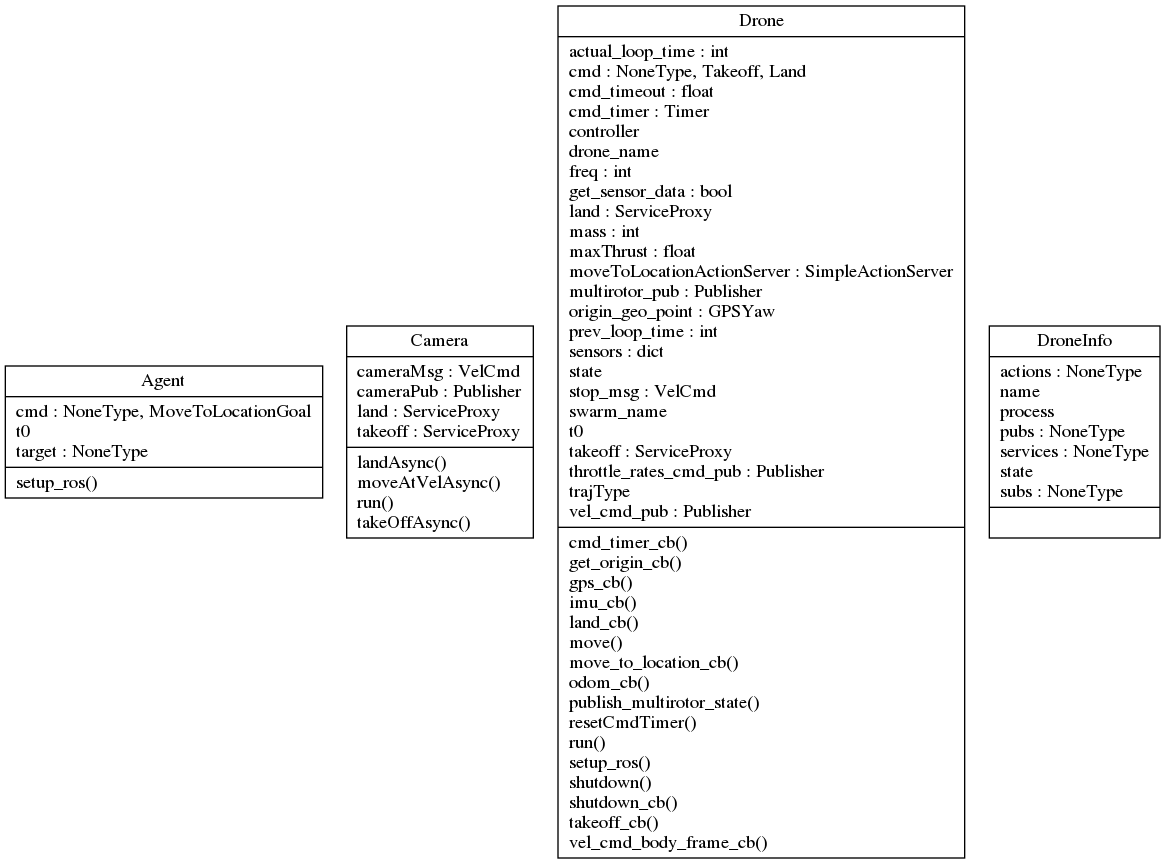 Agent
cmd : NoneType, MoveToLocationGoal
t0
target : NoneType
setup_ros()
Camera
cameraMsg : VelCmd
cameraPub : Publisher
land : ServiceProxy
takeoff : ServiceProxy
landAsync()
moveAtVelAsync()
run()
takeOffAsync()
Drone
actual_loop_time : int
cmd : NoneType, Takeoff, Land
cmd_timeout : float
cmd_timer : Timer
controller
drone_name
freq : int
get_sensor_data : bool
land : ServiceProxy
mass : int
maxThrust : float
moveToLocationActionServer : SimpleActionServer
multirotor_pub : Publisher
origin_geo_point : GPSYaw
prev_loop_time : int
sensors : dict
state
stop_msg : VelCmd
swarm_name
t0
takeoff : ServiceProxy
throttle_rates_cmd_pub : Publisher
trajType
vel_cmd_pub : Publisher
cmd_timer_cb()
get_origin_cb()
gps_cb()
imu_cb()
land_cb()
move()
move_to_location_cb()
odom_cb()
publish_multirotor_state()
resetCmdTimer()
run()
setup_ros()
shutdown()
shutdown_cb()
takeoff_cb()
vel_cmd_body_frame_cb()
DroneInfo
actions : NoneType
name
process
pubs : NoneType
services : NoneType
state
subs : NoneType